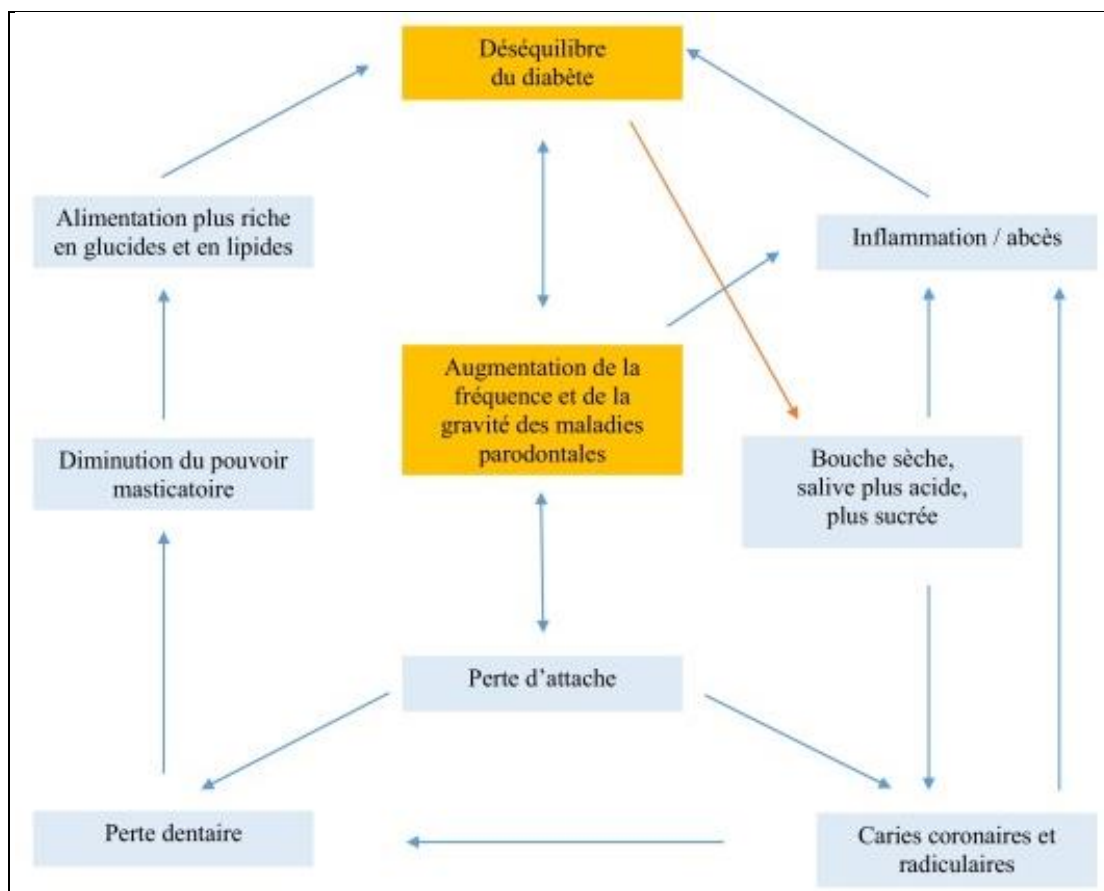 Déséquilibre
du diabète
Alimentation plus riche
en glucides et en lipides
Inflammation / abcès
Augmentation de la
fréquence et de la
gravité des maladies
parodontales
Diminution du pouvoir
masticatoire
Bouche sèche,
salive plus acide,
plus sucrée
Perte d’attache
Perte dentaire
Caries coronaires et
radiculaires